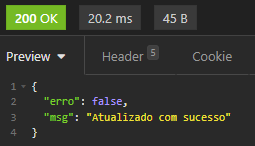 200 OK 20.2 ms 45 B
Preview Header 5 Cookie
1 {
2 "erro": false,
3 "msg": "Atualizado com sucesso"
4 }